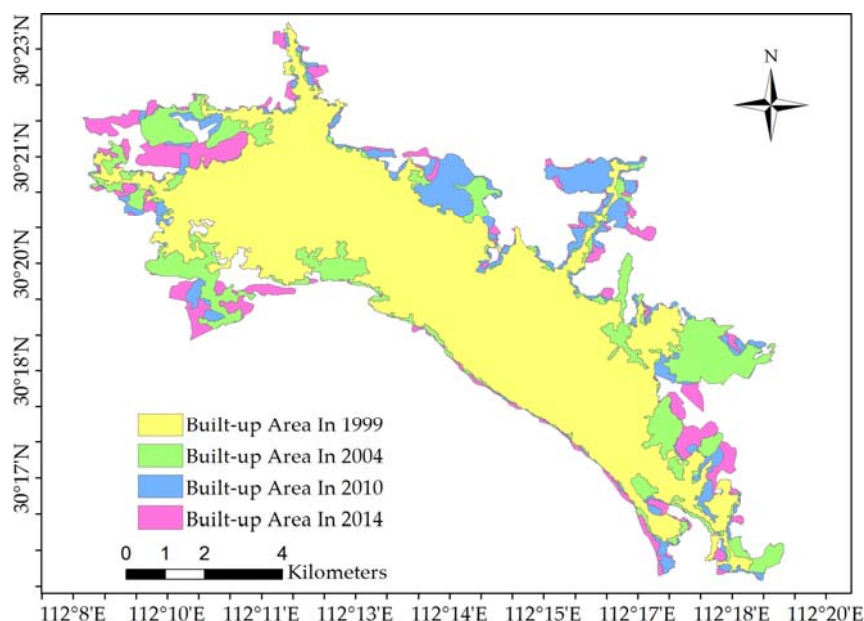 N
30°23'N
30°21'N
30°20'N
30°18'N
30°17'N
Built-up Area In 1999
Built-up Area In 2004
Built-up Area In 2010
Built-up Area In 2014
0 1 2 4
Kilometers
112°8'E 112°10'E 112°11'E 112°13'E 112°14'E 112°15'E 112°17'E 112°18'E 112°20'E